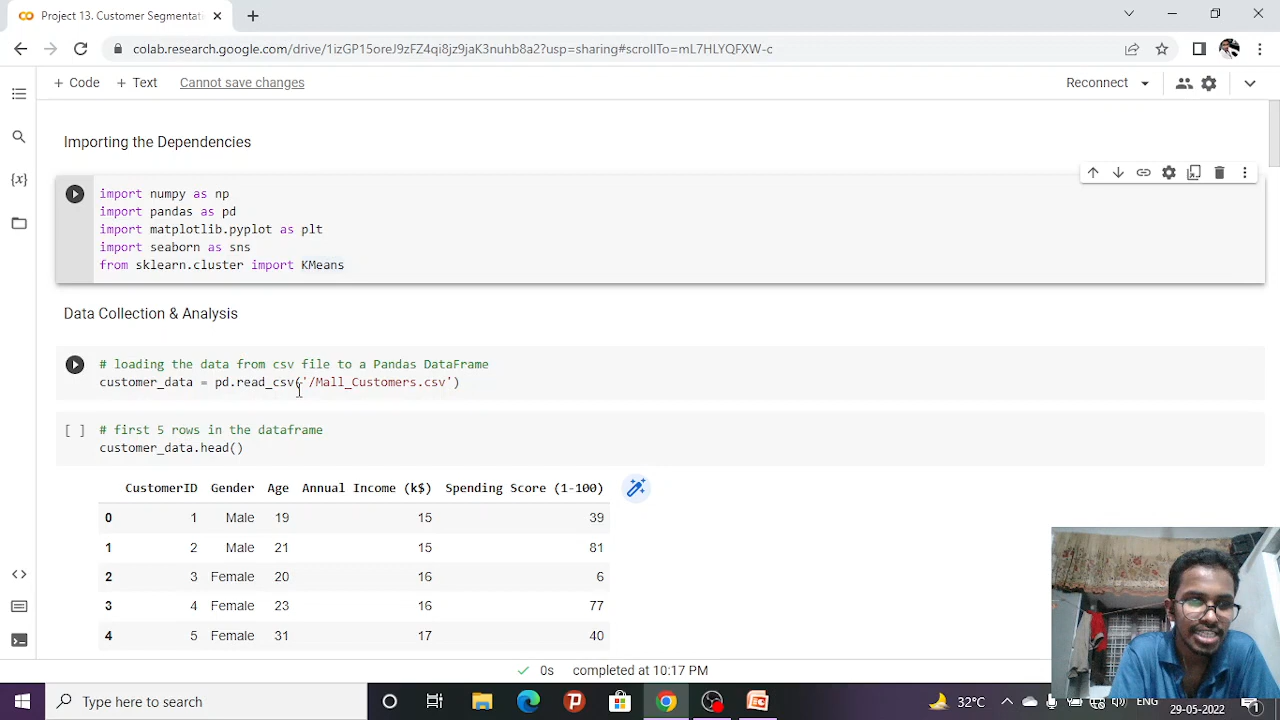 Project 13. Customer Segmentat
colab.research.google.com/drive/1izGP15oreJ9zFZ4qi8jz9jaK3nuhb8a2?usp=sharing#scrollTo=mL7HLYQFXW-c
+ Code + Text Cannot save changes Reconnect
Importing the Dependencies
import numpy as np
import pandas as pd
import matplotlib.pyplot as plt
import seaborn as sns
from sklearn.cluster import KMeans
Data Collection & Analysis
# loading the data from csv file to a Pandas DataFrame
customer_data = pd.read_csv('/Mall_Customers.csv')
[ ] # first 5 rows in the dataframe
customer_data.head()
CustomerID Gender Age Annual Income (k$) Spending Score (1-100)
0 1 Male 19 15 39
1 2 Male 21 15 81
2 3 Female 20 16 6
3 4 Female 23 16 77
4 5 Female 31 17 40
0s completed at 10:17 PM
Type here to search
32°C
29-05-2022